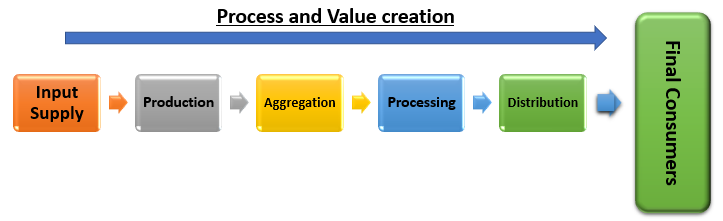 Process and Value creation
Input
Supply
Production
Aggregation
Processing
Distribution
Final Consumers